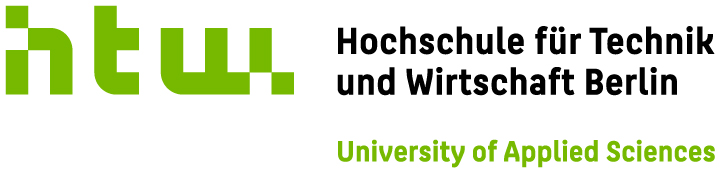 htw.
Hochschule für Technik
und Wirtschaft Berlin
University of Applied Sciences